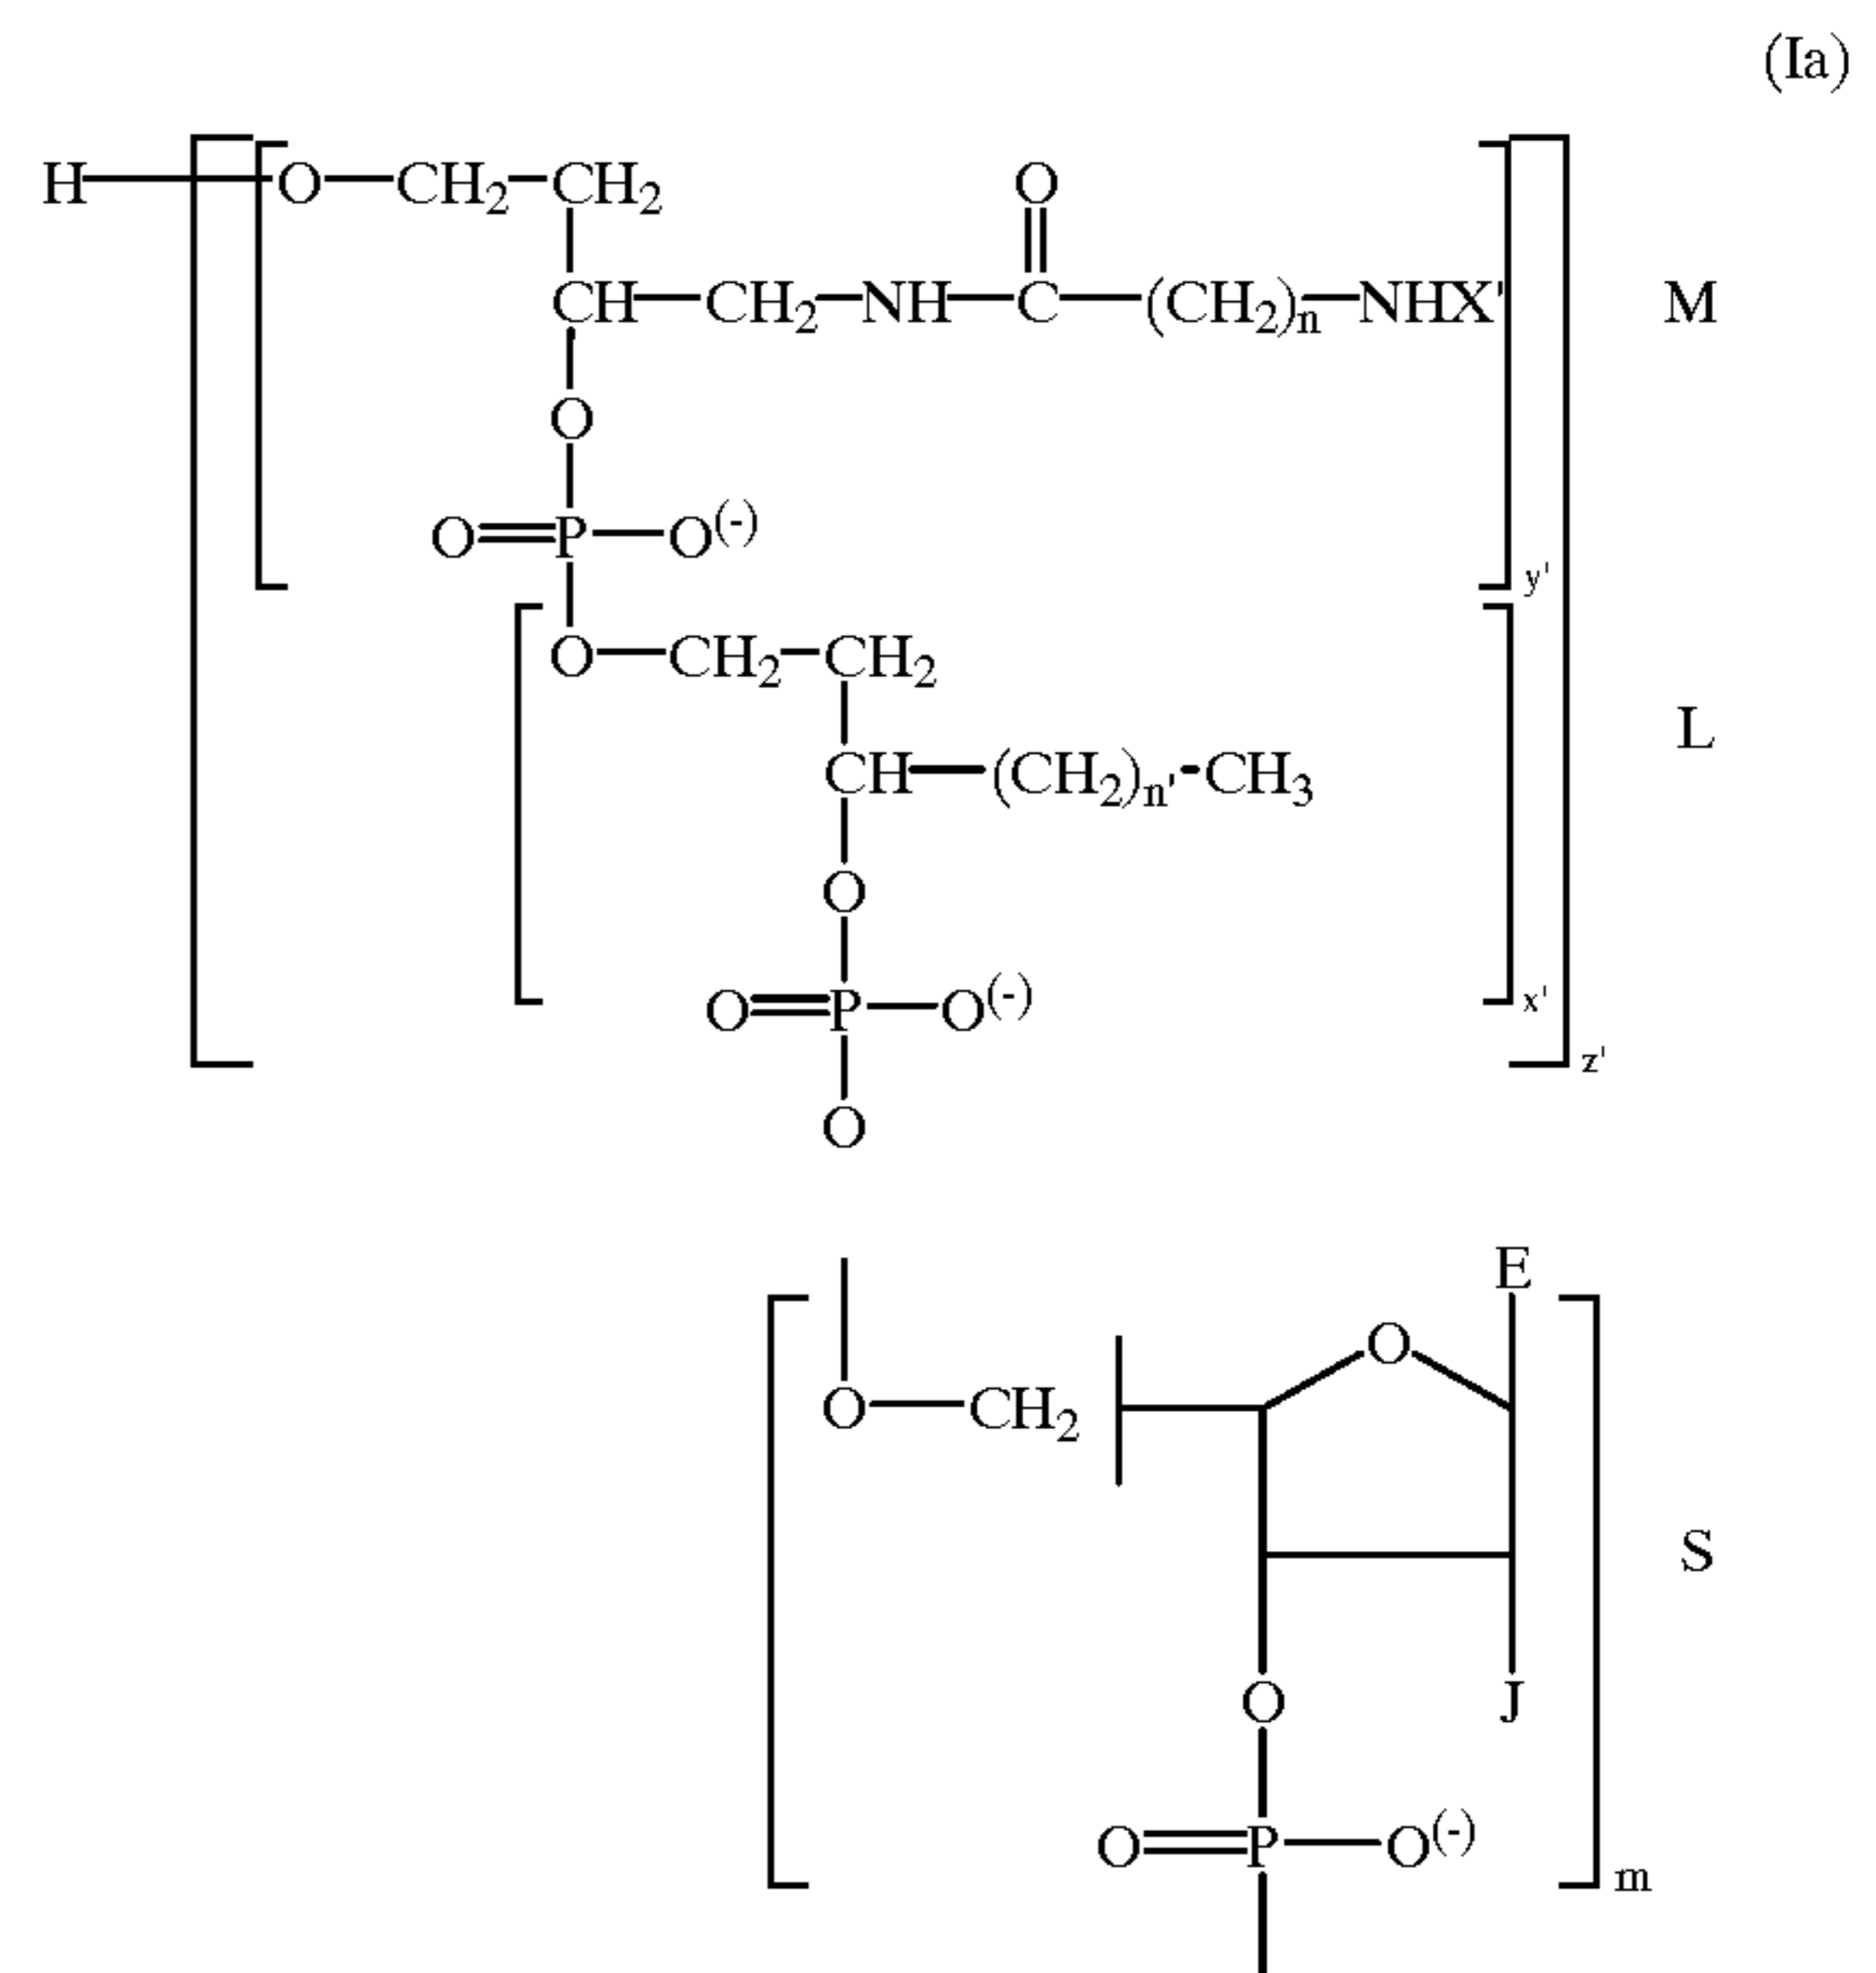 (Ia)
H O CH2 CH2 O
CH CH2 NH C (CH2)n NHX' M
O
O P O(-)
y'
O CH2 CH2
L
CH (CH2)n' CH3
O
O P O(-) x'
z'
O
E
O
O CH2
S
O J
O P O(-)
m